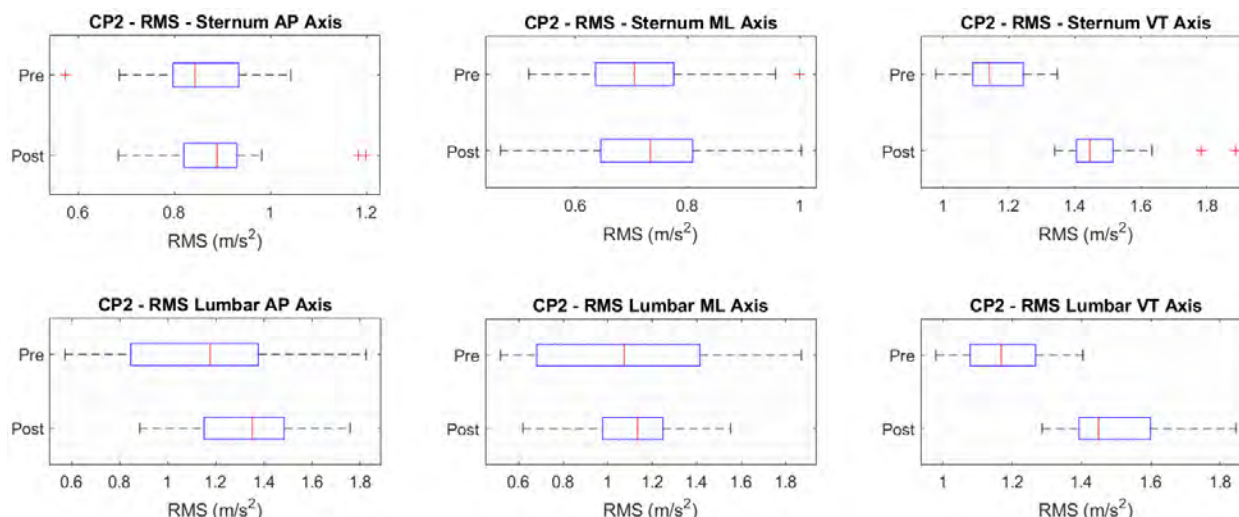 CP2 - RMS - Sternum AP Axis
Pre
Post
0.6 0.8 1 1.2
RMS (m/s²)
CP2 - RMS - Sternum ML Axis
Pre
Post
0.6 0.8 1
RMS (m/s²)
CP2 - RMS - Sternum VT Axis
Pre
Post
1 1.2 1.4 1.6 1.8
RMS (m/s²)
CP2 - RMS Lumbar AP Axis
Pre
Post
0.6 0.8 1 1.2 1.4 1.6 1.8
RMS (m/s²)
CP2 - RMS Lumbar ML Axis
Pre
Post
0.6 0.8 1 1.2 1.4 1.6 1.8
RMS (m/s²)
CP2 - RMS Lumbar VT Axis
Pre
Post
1 1.2 1.4 1.6 1.8
RMS (m/s²)